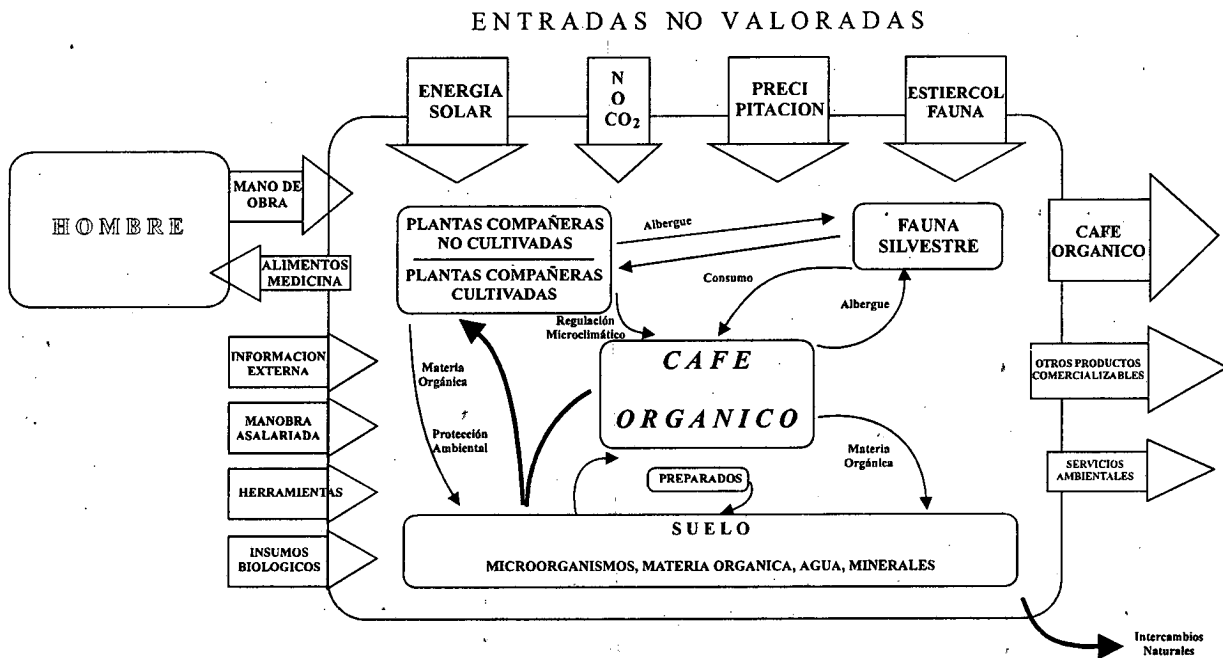 ENTRADAS NO VALORADAS
ENERGIA
SOLAR
N
O
CO2
PRECI
PITACION
ESTIERCOL
FAUNA
HOMBRE
MANO DE
OBRA
ALIMENTOS
MEDICINA
PLANTAS COMPAÑERAS
NO CULTIVADAS
PLANTAS COMPAÑERAS
CULTIVADAS
Albergue
FAUNA
SILVESTRE
CAFE
ORGANICO
Consumo
Albergue
Regulación
Microclimático
INFORMACION
EXTERNA
Materia
Orgánica
CAFE
ORGANICO
OTROS PRODUCTOS
COMERCIALIZABLES
MANOBRA
ASALARIADA
Protección
Ambiental
Materia
Orgánica
SERVICIOS
AMBIENTALES
HERRAMIENTAS
PREPARADOS
INSUMOS
BIOLOGICOS
SUELO
MICROORGANISMOS, MATERIA ORGANICA, AGUA, MINERALES
Intercambios
Naturales